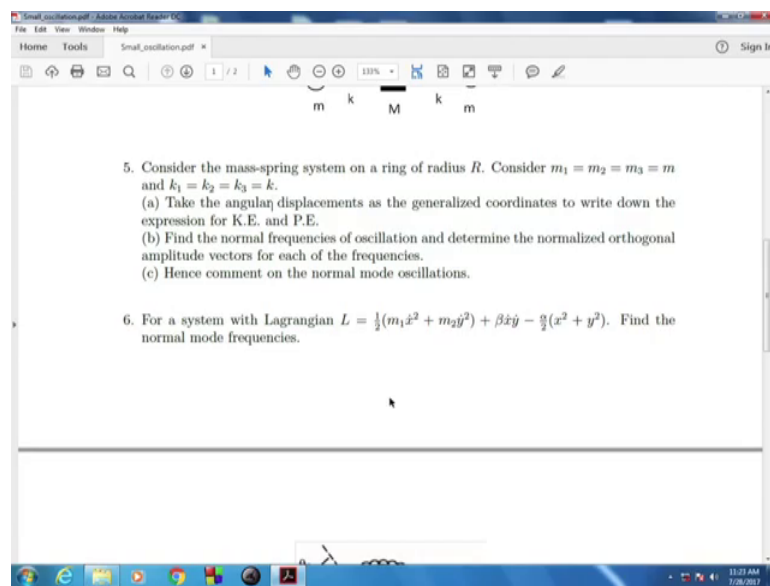 Small_oscillation.pdf - Adobe Acrobat Reader DC
File Edit View Window Help
Home Tools Small_oscillation.pdf × Sign In
1 / 2 133%
m k M k m
5. Consider the mass-spring system on a ring of radius R. Consider m₁ = m₂ = m₃ = m
and k₁ = k₂ = k₃ = k.
(a) Take the angular displacements as the generalized coordinates to write down the
expression for K.E. and P.E.
(b) Find the normal frequencies of oscillation and determine the normalized orthogonal
amplitude vectors for each of the frequencies.
(c) Hence comment on the normal mode oscillations.
6. For a system with Lagrangian L = ½(m₁ẋ² + m₂ẏ²) + βẋẏ − α/2(x² + y²). Find the
normal mode frequencies.
11:23 AM
7/28/2017